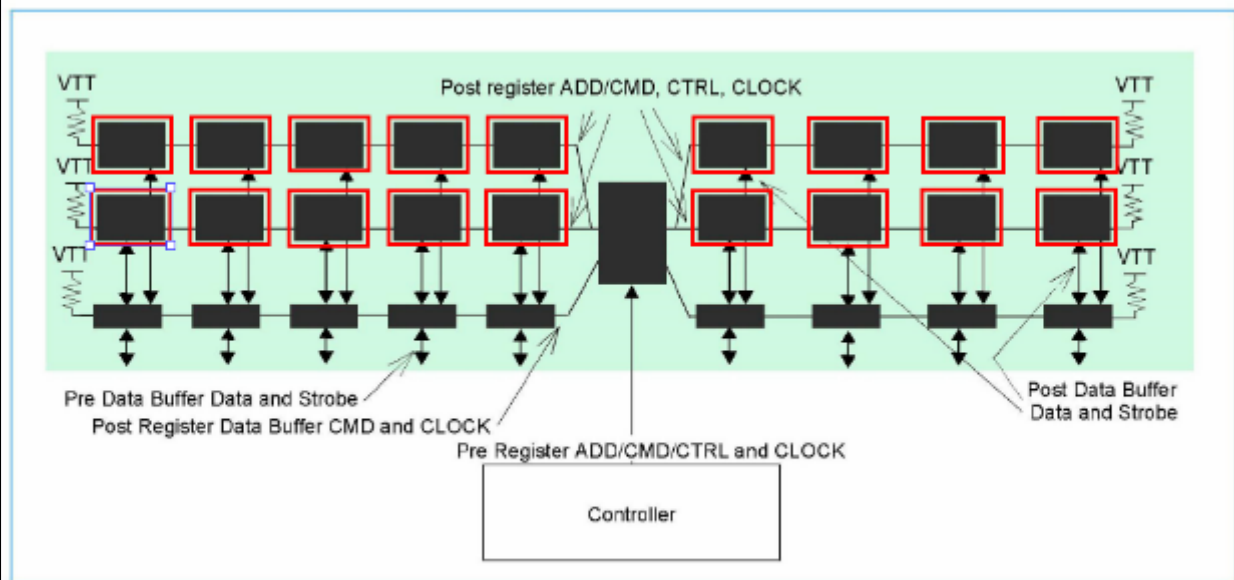 VTT
Post register ADD/CMD, CTRL, CLOCK
VTT
VTT
VTT
VTT
VTT
Pre Data Buffer Data and Strobe
Post Register Data Buffer CMD and CLOCK
Post Data Buffer
Data and Strobe
Pre Register ADD/CMD/CTRL and CLOCK
Controller